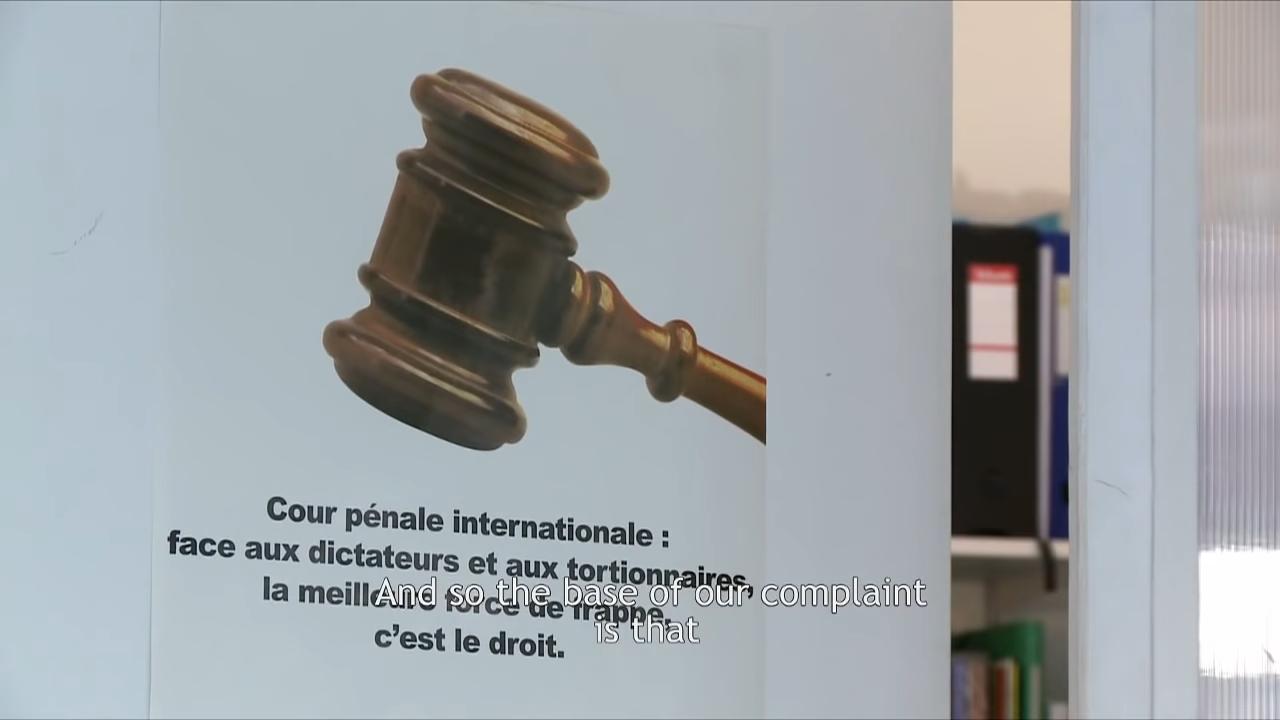 Cour pénale internationale :
face aux dictateurs et aux tortionnaires,
la meilleure force de frappe,
c'est le droit.
And so the base of our complaint
is that